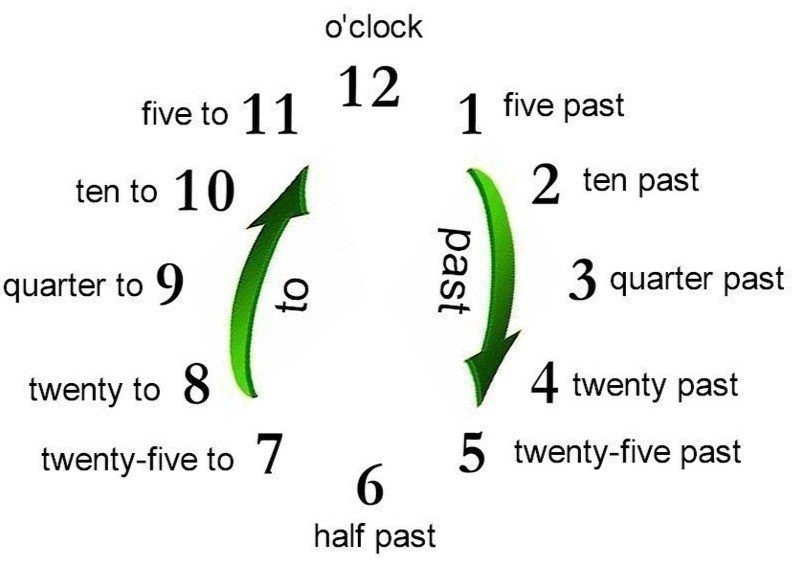 o'clock
12
five to 11
1 five past
ten to 10
2 ten past
past
quarter to 9
to
3 quarter past
twenty to 8
4 twenty past
twenty-five to 7
5 twenty-five past
6
half past